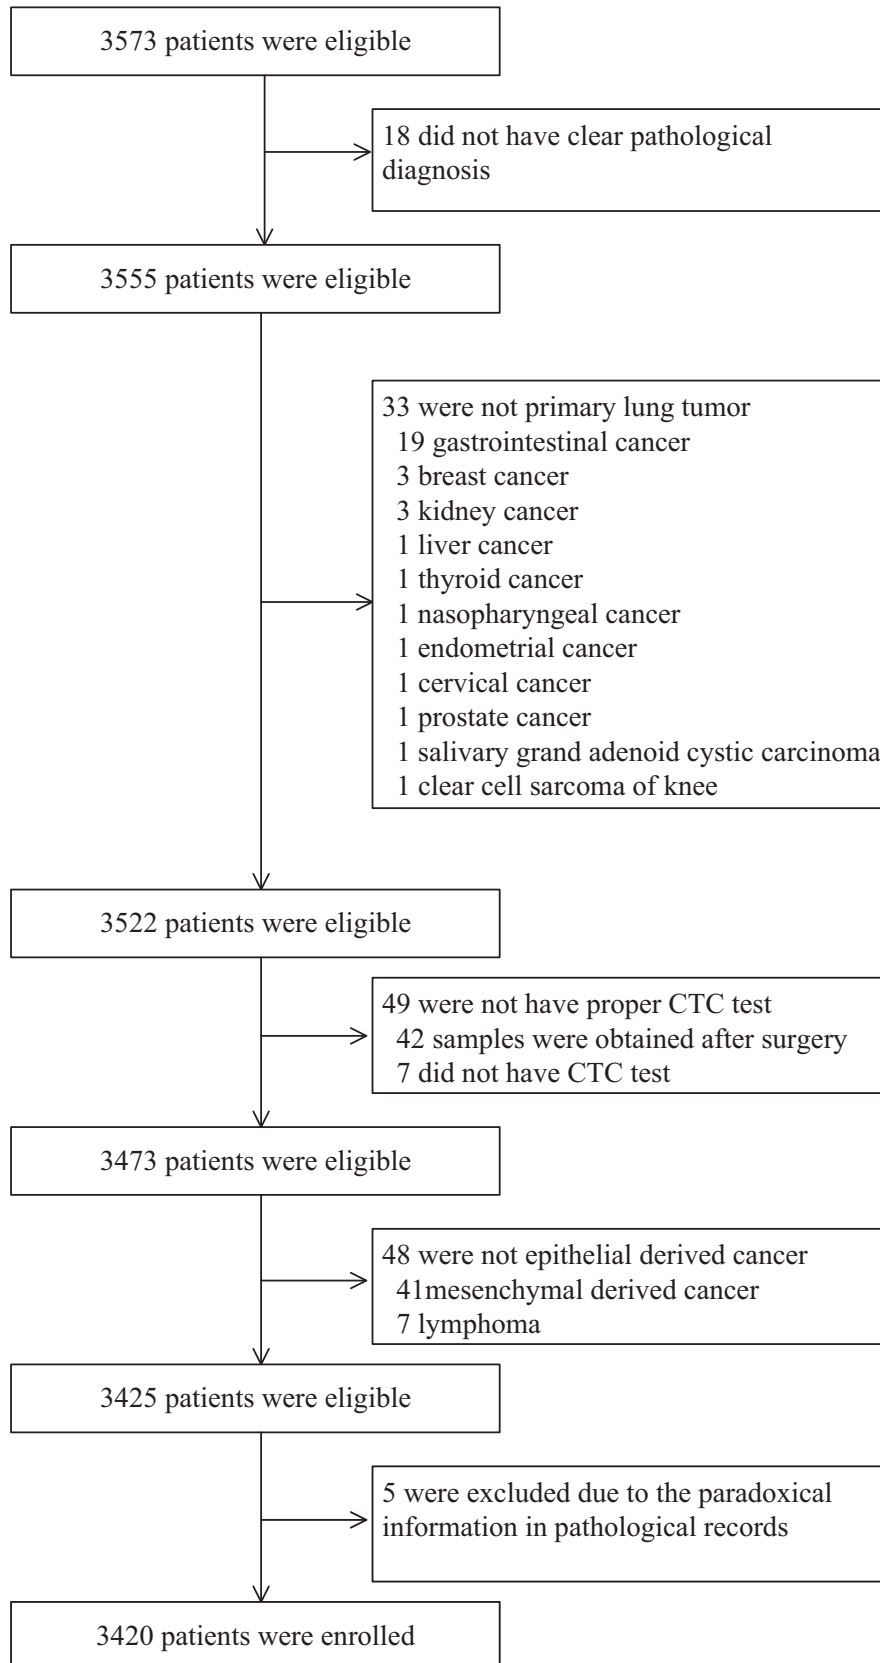 3573 patients were eligible
18 did not have clear pathological
diagnosis
3555 patients were eligible
33 were not primary lung tumor
19 gastrointestinal cancer
3 breast cancer
3 kidney cancer
1 liver cancer
1 thyroid cancer
1 nasopharyngeal cancer
1 endometrial cancer
1 cervical cancer
1 prostate cancer
1 salivary grand adenoid cystic carcinoma
1 clear cell sarcoma of knee
3522 patients were eligible
49 were not have proper CTC test
42 samples were obtained after surgery
7 did not have CTC test
3473 patients were eligible
48 were not epithelial derived cancer
41mesenchymal derived cancer
7 lymphoma
3425 patients were eligible
5 were excluded due to the paradoxical
information in pathological records
3420 patients were enrolled